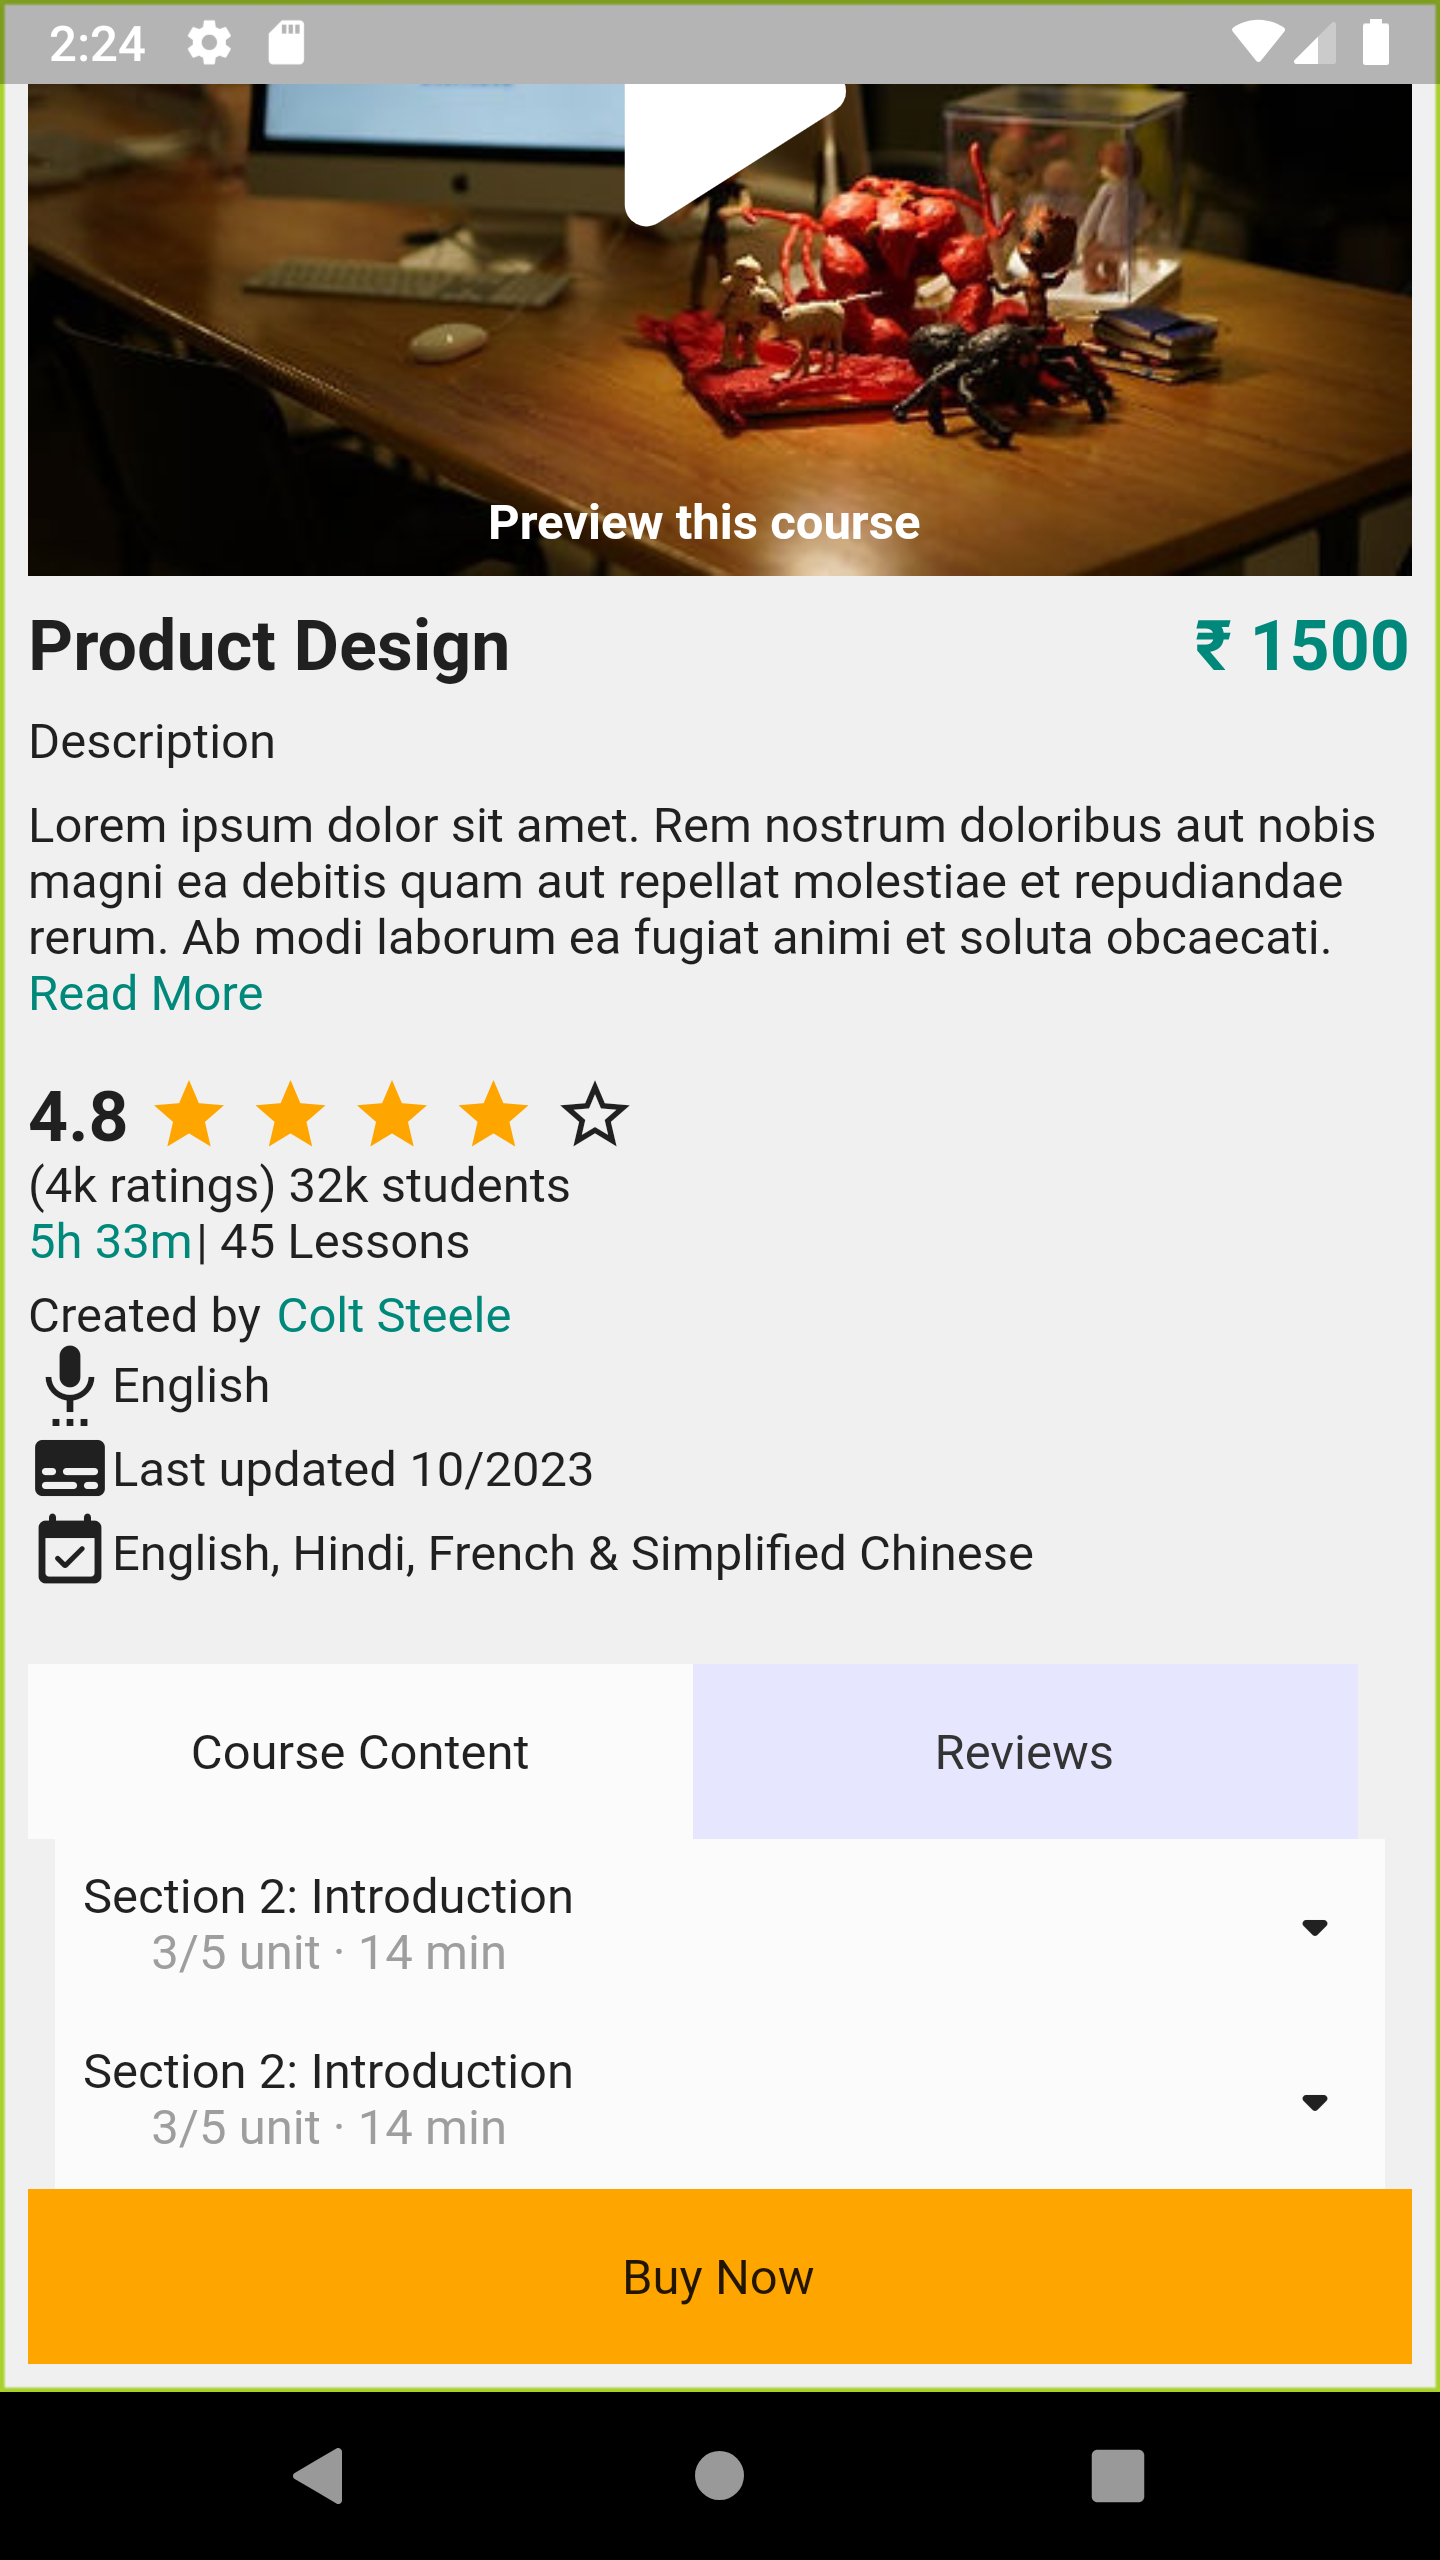 2:24
Preview this course
Product Design
₹ 1500
Description
Lorem ipsum dolor sit amet. Rem nostrum doloribus aut nobis
magni ea debitis quam aut repellat molestiae et repudiandae
rerum. Ab modi laborum ea fugiat animi et soluta obcaecati.
Read More
4.8
(4k ratings) 32k students
5h 33m| 45 Lessons
Created by Colt Steele
English
Last updated 10/2023
English, Hindi, French & Simplified Chinese
Course Content
Reviews
Section 2: Introduction
3/5 unit · 14 min
Section 2: Introduction
3/5 unit · 14 min
Buy Now